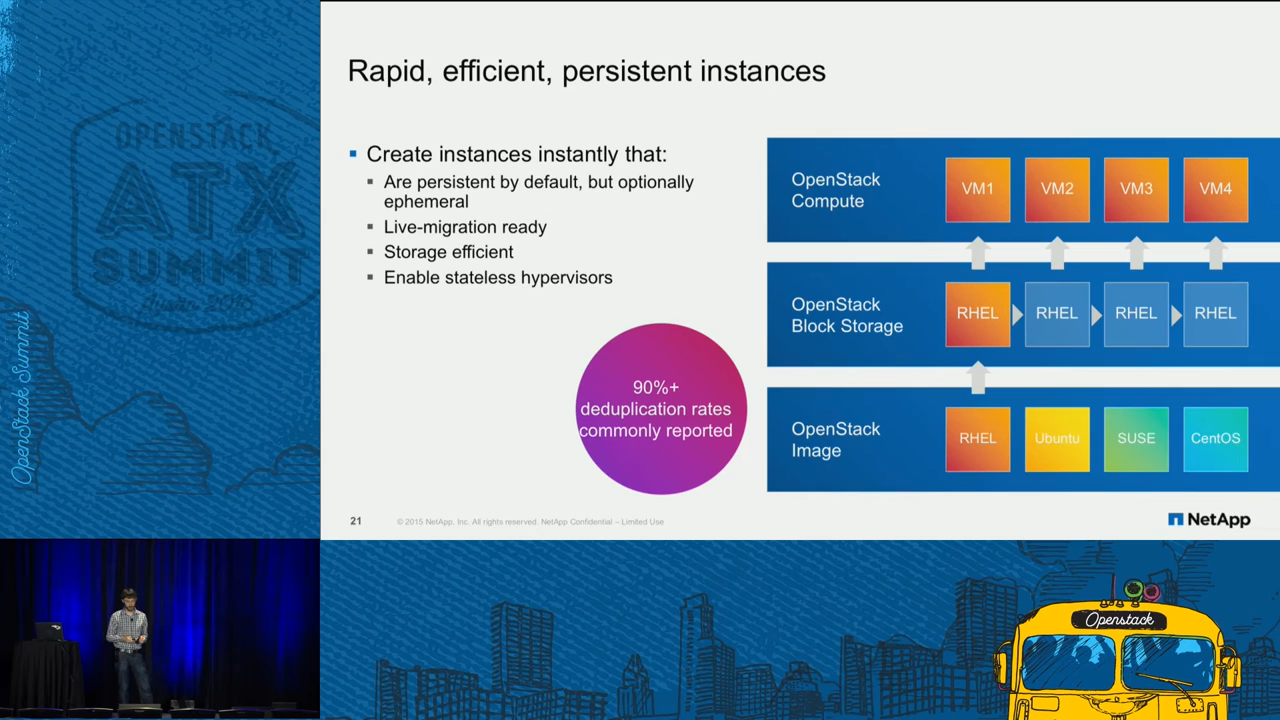 OPENSTACK
ATX
SUMMIT
Austin 2016
OpenStack Summit
Rapid, efficient, persistent instances
Create instances instantly that:
Are persistent by default, but optionally
ephemeral
Live-migration ready
Storage efficient
Enable stateless hypervisors
90%+
deduplication rates
commonly reported
OpenStack
Compute
VM1
VM2
VM3
VM4
OpenStack
Block Storage
RHEL
RHEL
RHEL
RHEL
OpenStack
Image
RHEL
Ubuntu
SUSE
CentOS
21
© 2015 NetApp, Inc. All rights reserved. NetApp Confidential – Limited Use
NetApp
Openstack